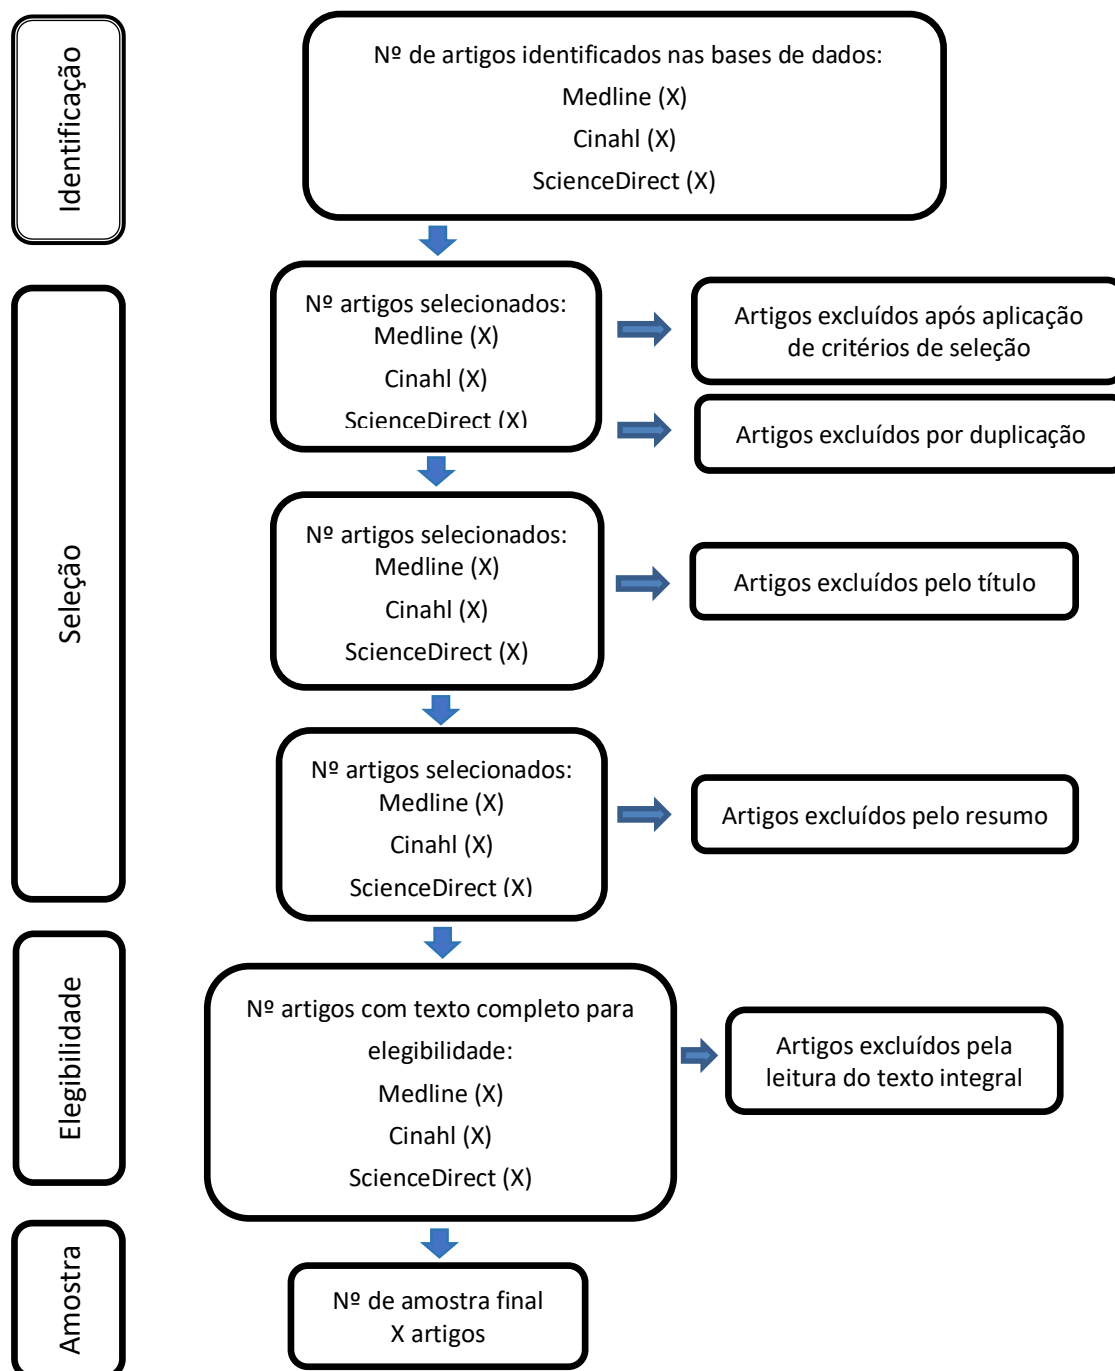 Identificação
Nº de artigos identificados nas bases de dados:
Medline (X)
Cinahl (X)
ScienceDirect (X)
Seleção
Nº artigos selecionados:
Medline (X)
Cinahl (X)
ScienceDirect (X)
Artigos excluídos após aplicação
de critérios de seleção
Artigos excluídos por duplicação
Nº artigos selecionados:
Medline (X)
Cinahl (X)
ScienceDirect (X)
Artigos excluídos pelo título
Nº artigos selecionados:
Medline (X)
Cinahl (X)
ScienceDirect (X)
Artigos excluídos pelo resumo
Elegibilidade
Nº artigos com texto completo para
elegibilidade:
Medline (X)
Cinahl (X)
ScienceDirect (X)
Artigos excluídos pela
leitura do texto integral
Amostra
Nº de amostra final
X artigos